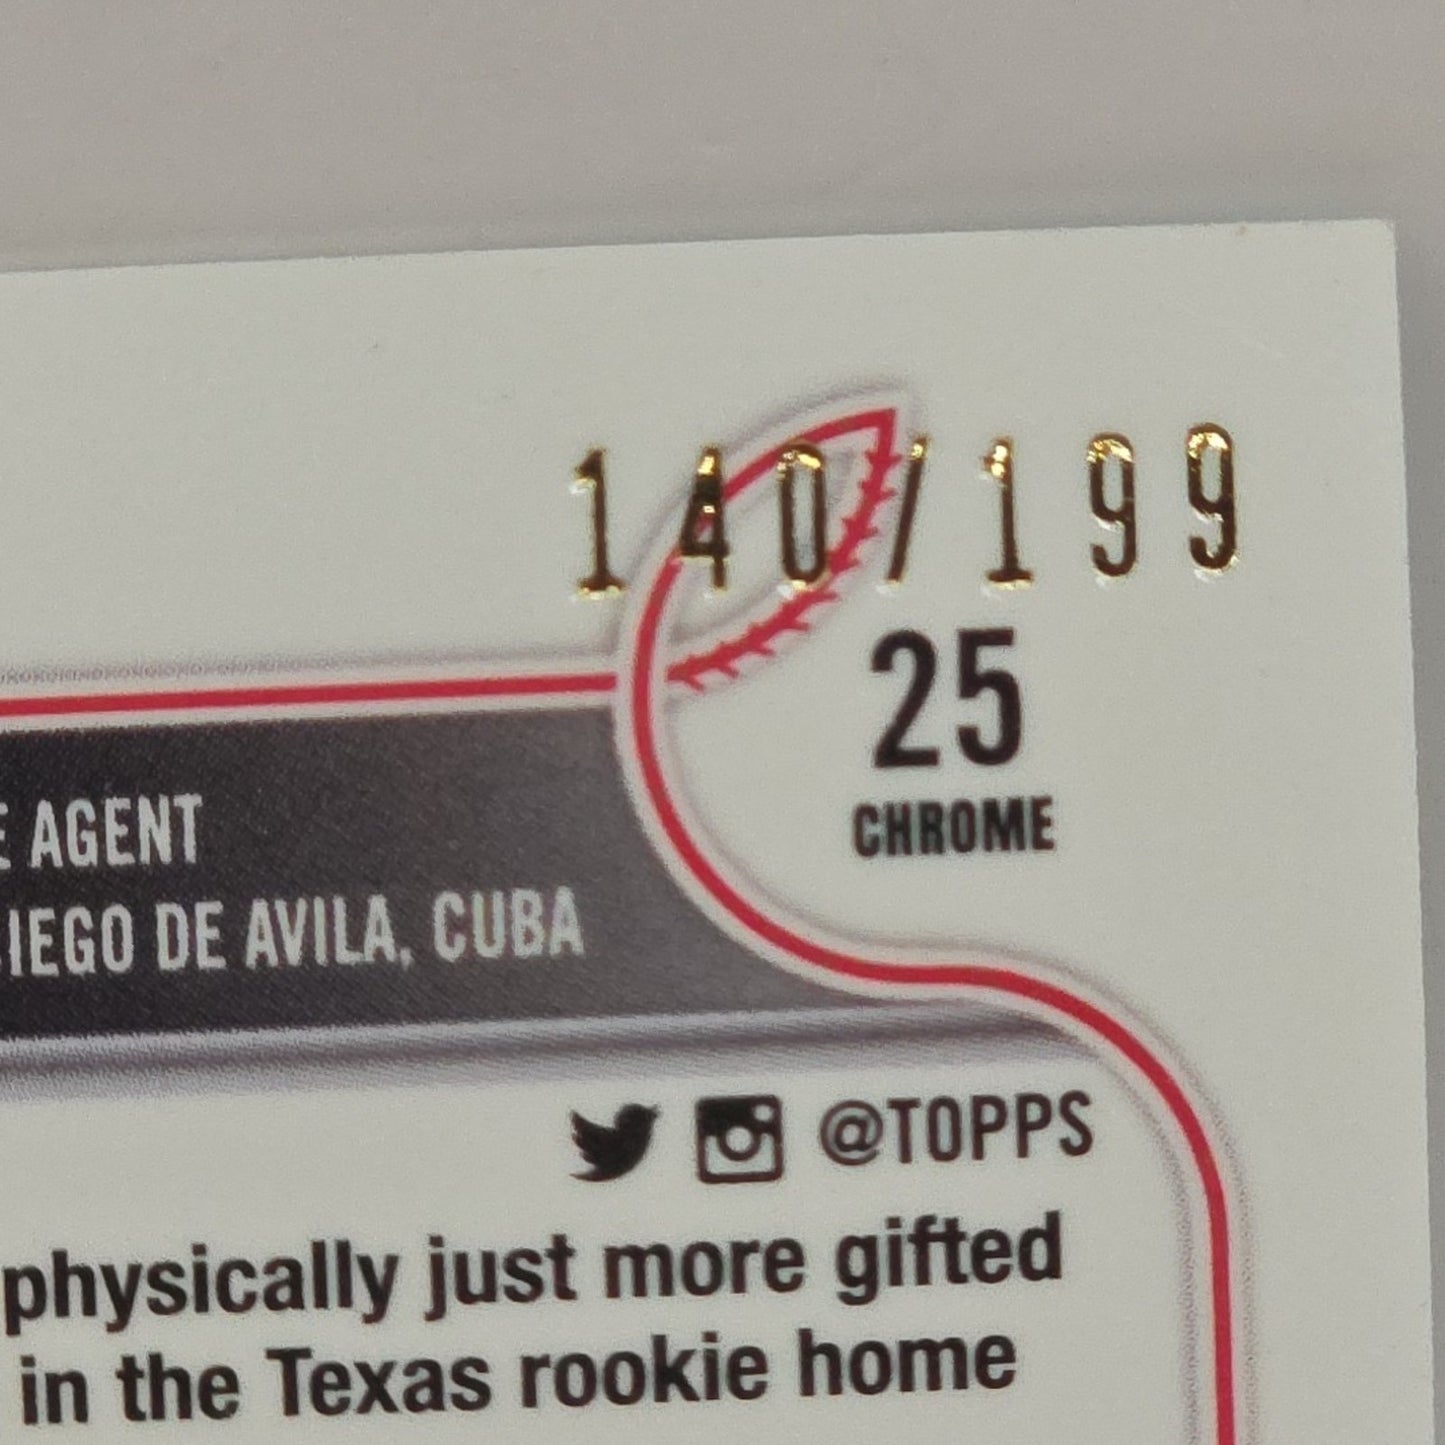 140/199
25
CHROME
E AGENT
IEGO DE AVILA, CUBA
@TOPPS
physically just more gifted
in the Texas rookie home